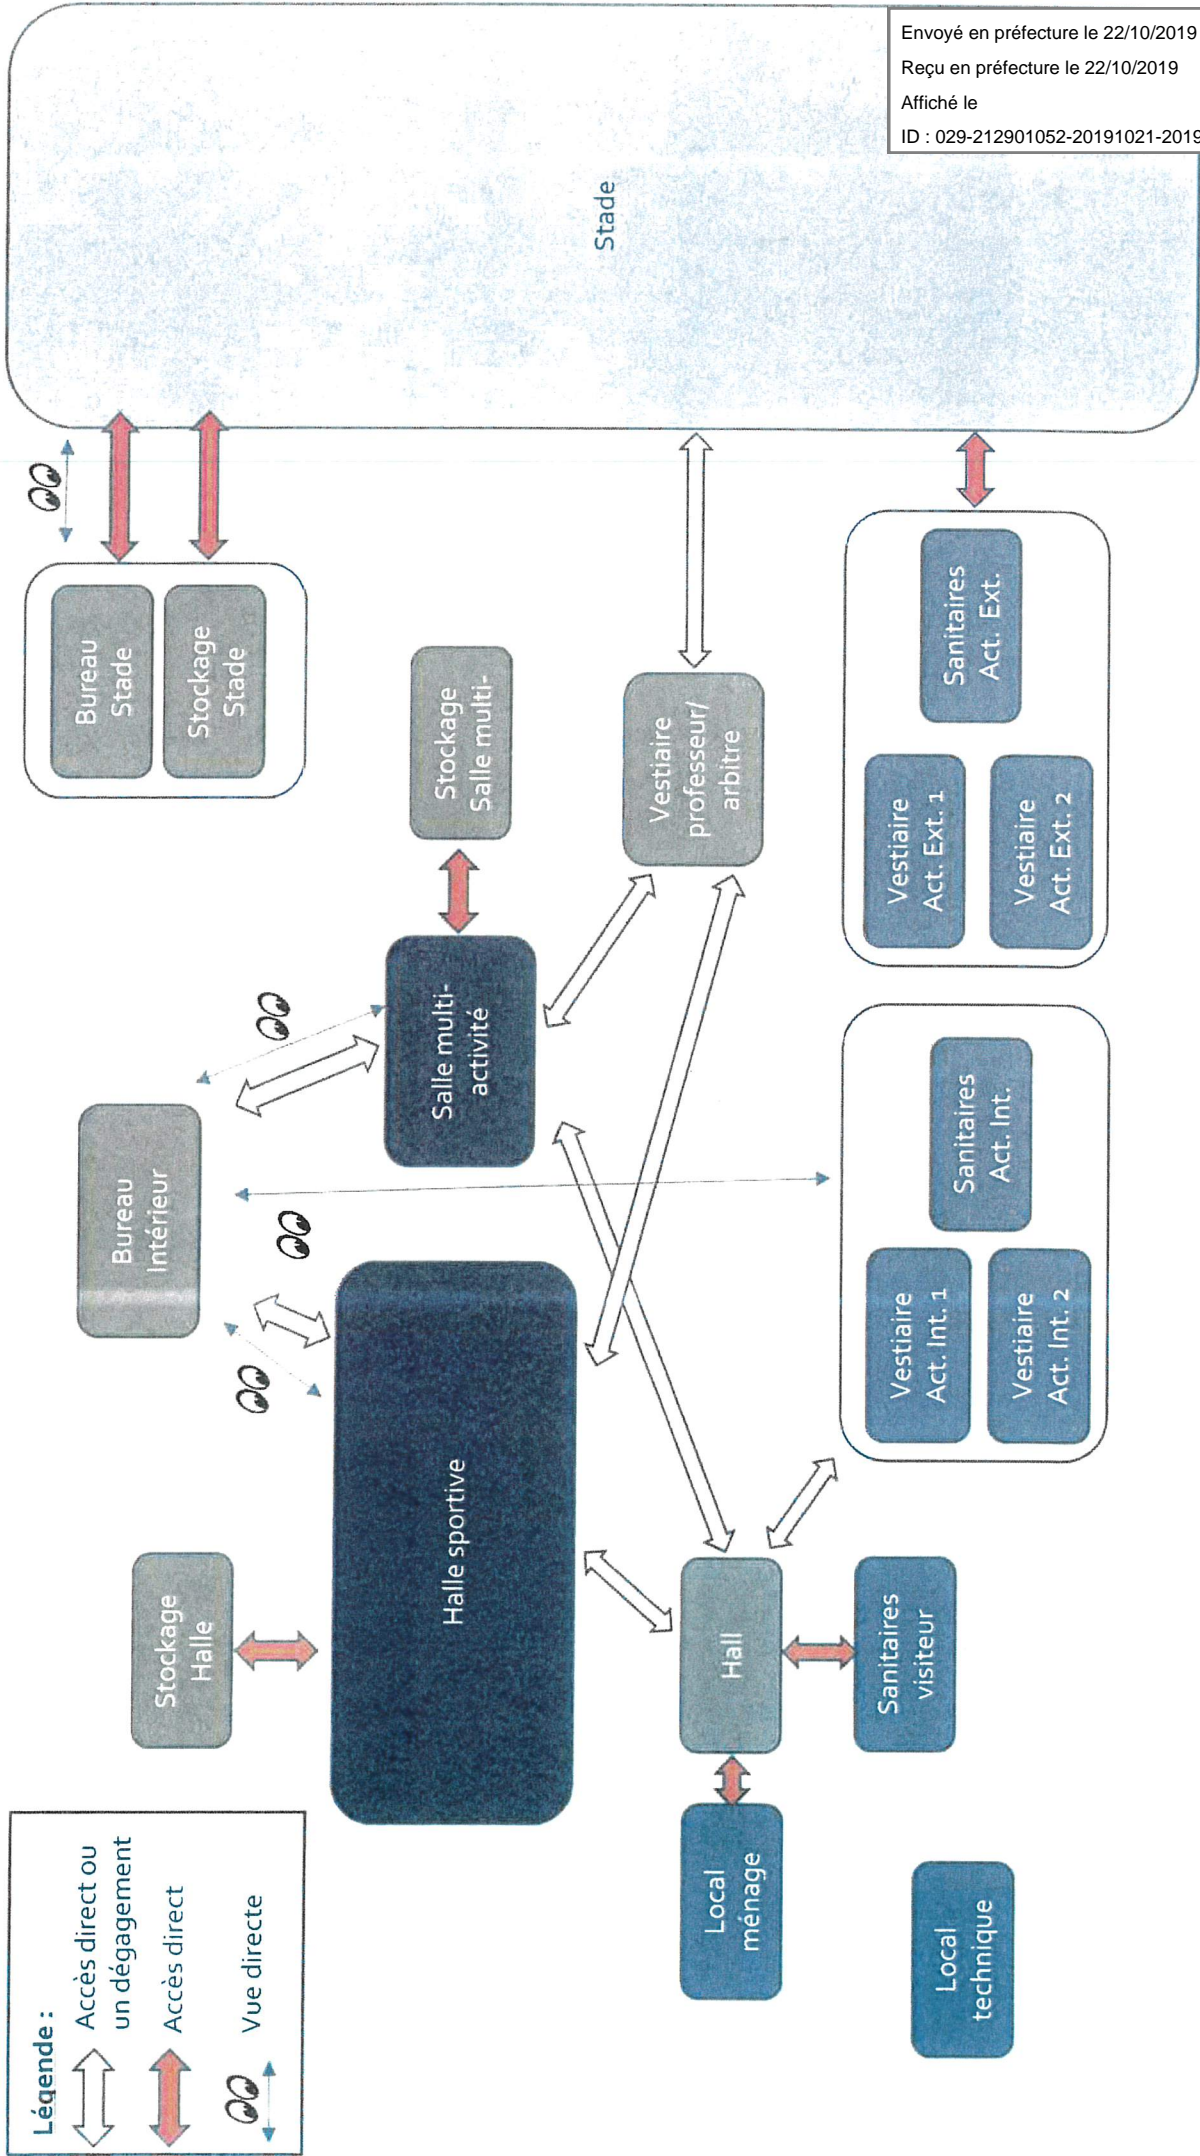 Envoyé en préfecture le 22/10/2019
Reçu en préfecture le 22/10/2019
Affiché le
ID : 029-212901052-20191021-2019
Légende :
Accès direct ou
un dégagement
Accès direct
Vue directe
Stockage
Halle
Bureau
Intérieur
Bureau
Stade
Stockage
Stade
Halle sportive
Salle multi-
activité
Stockage
Salle multi-
Stade
Local
ménage
Hall
Vestiaire
professeur/
arbitre
Sanitaires
visiteur
Local
technique
Vestiaire
Act. Int. 1
Vestiaire
Act. Int. 2
Sanitaires
Act. Int.
Vestiaire
Act. Ext. 1
Vestiaire
Act. Ext. 2
Sanitaires
Act. Ext.